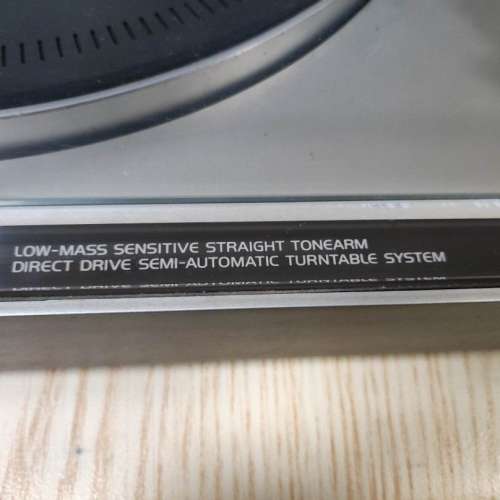 LOW-MASS SENSITIVE STRAIGHT TONEARM
DIRECT DRIVE SEMI-AUTOMATIC TURNTABLE SYSTEM